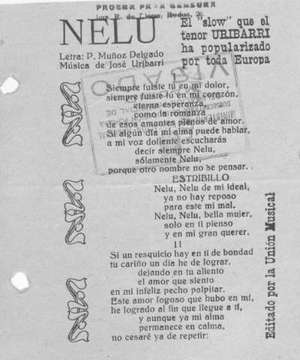 PRUEBA PARA CENSURA
NELU
El "slow" que el
tenor URIBARRI
ha popularizado
por toda Europa
Letra: P. Muñoz Delgado
Música de José Uribarri
Siempre fuiste tú en mi dolor,
siempre fuiste tú en mi corazón.
eterna esperanza,
como la romanza
de esos amantes plenos de amor.
Si algún día mi alma puede hablar,
a mi voz doliente escucharás
decir siempre Nelu,
sólamente Nelu,
porque otro nombre no se pensar.
ESTRIBILLO
Nelu, Nelu de mi ideal,
ya no hay reposo
para este mi mal.
Nelu, Nelu, bella mujer,
solo en ti pienso
y en mi gran querer.
11
Si un resquicio hay en ti de bondad
tu cariño un día he de lograr,
dejando en tu aliento
el amor que siento
en mi infeliz pecho palpitar.
Este amor fogoso que hubo en mí,
he logrado al fin que llegue a tí,
y aunque ya mi alma
permanece en calma,
no cesaré ya de repetir:
Editado por la Unión Musical